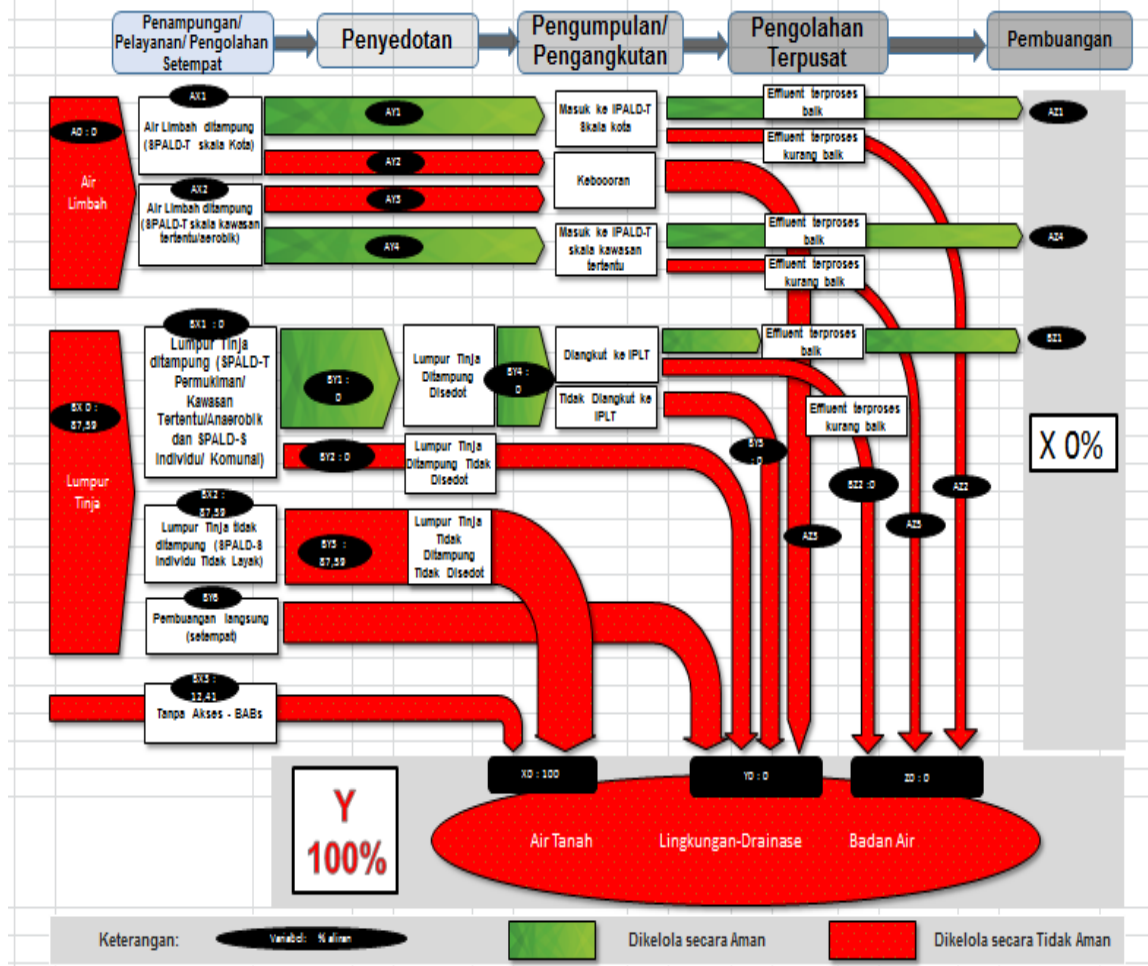 Penampungan/
Pelayanan/ Pengolahan
Setempat
Penyedotan
Pengumpulan/
Pengangkutan
Pengolahan
Terpusat
Pembuangan
A0 : 0
Air
Limbah
AX1
Air Limbah ditampung
(SPALD-T skala Kota)
AX2
Air Limbah ditampung
(SPALD-T skala kawasan
tertentu/aerobik)
AY1
AY2
AY3
AY4
Masuk ke IPALD-T
Skala kota
Keboooran
Masuk ke IPALD-T
skala kawasan
tertentu
Effluent terproses
baik
Effluent terproses
kurang baik
Effluent terproses
baik
Effluent terproses
kurang baik
AZ1
AZ4
BX 0 :
87,59
Lumpur
Tinja
BX1 : 0
Lumpur Tinja
ditampung (SPALD-T
Permukiman/
Kawasan
Tertentu/Anaerobik
dan SPALD-S
Individu/ Komunal)
BY1 :
0
Lumpur Tinja
Ditampung
Disedot
BY4 :
0
Diangkut ke IPLT
Tidak Diangkut ke
IPLT
Effluent terproses
baik
Effluent terproses
kurang baik
BZ1
X 0%
BY2 : 0
Lumpur Tinja
Ditampung Tidak
Disedot
BY5
: 0
BZ2 :0
AZ3
AZ5
AZ2
BX2 :
87,59
Lumpur Tinja tidak
ditampung (SPALD-S
Individu Tidak Layak)
BY3 :
87,59
Lumpur Tinja
Tidak
Ditampung
Tidak Disedot
BY6
Pembuangan langsung
(setempat)
BX3 :
12,41
Tanpa Akses - BABs
X0 : 100
Y0 : 0
Z0 : 0
Y
100%
Air Tanah
Lingkungan-Drainase
Badan Air
Keterangan:
Variabel: % aliran
Dikelola secara Aman
Dikelola secara Tidak Aman